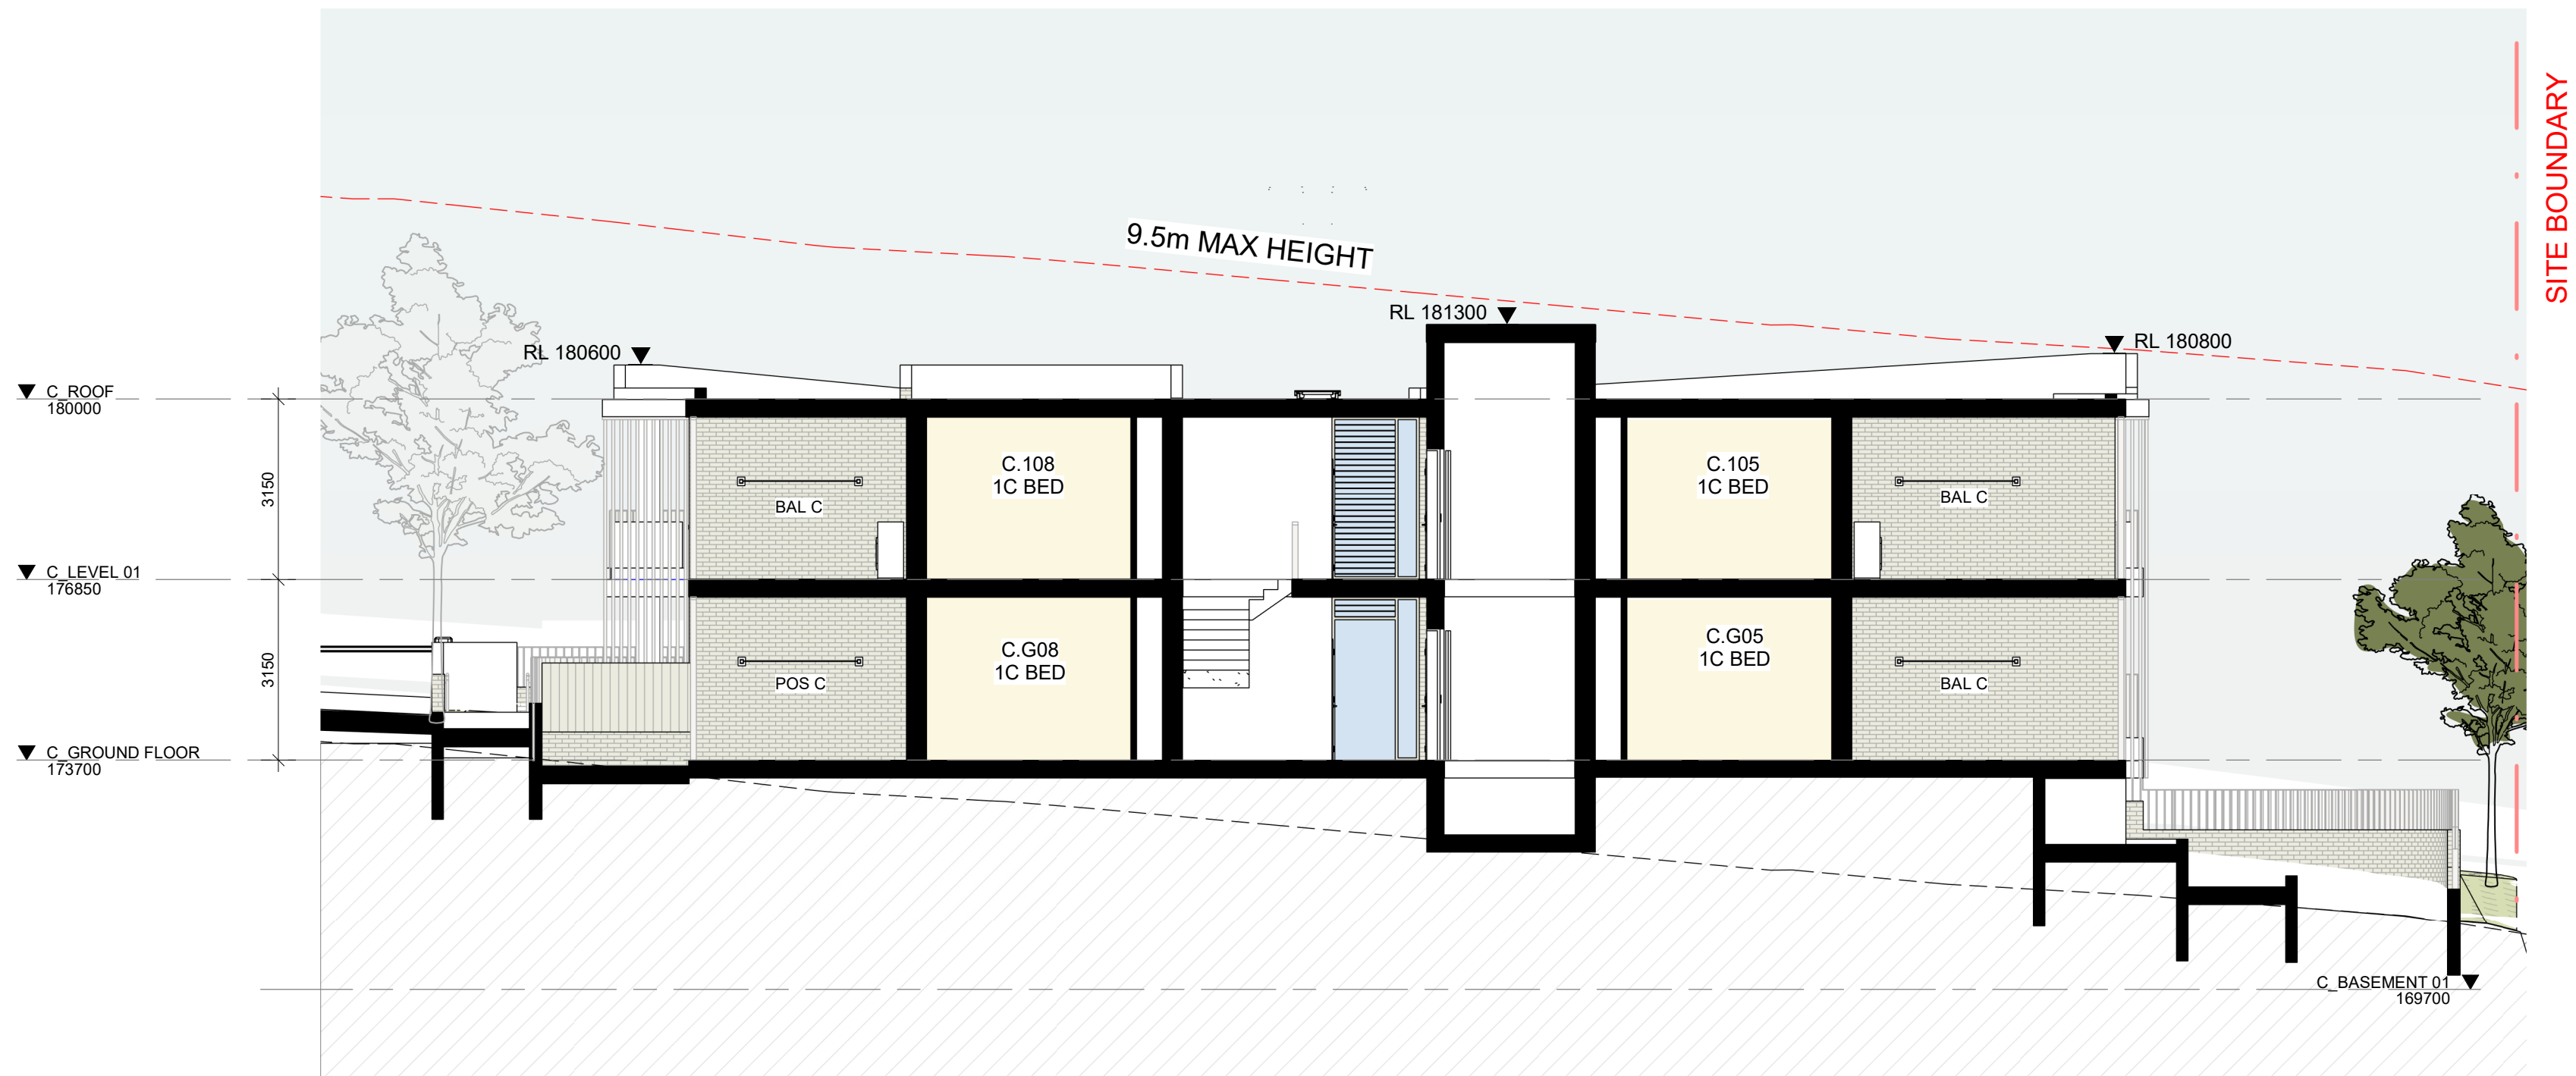 SITE BOUNDARY
9.5m MAX HEIGHT
RL 181300
RL 180600
RL 180800
C_ROOF
180000
3150
C.108
1C BED
C.105
1C BED
BAL C
BAL C
C_LEVEL 01
176850
3150
C.G08
1C BED
C.G05
1C BED
POS C
BAL C
C_GROUND FLOOR
173700
C_BASEMENT 01
169700